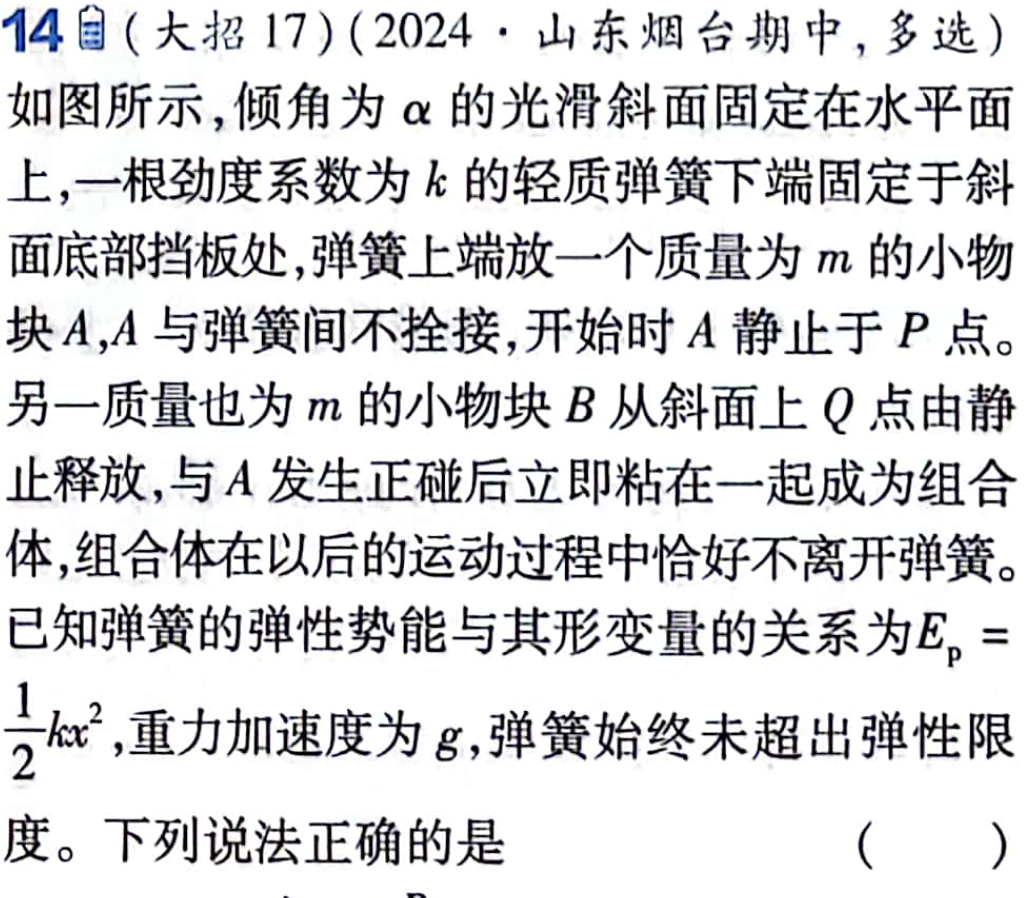 14 (大招 17)(2024 · 山东烟台期中,多选)
如图所示,倾角为 α 的光滑斜面固定在水平面
上,一根劲度系数为 k 的轻质弹簧下端固定于斜
面底部挡板处,弹簧上端放一个质量为 m 的小物
块 A,A 与弹簧间不拴接,开始时 A 静止于 P 点。
另一质量也为 m 的小物块 B 从斜面上 Q 点由静
止释放,与 A 发生正碰后立即粘在一起成为组合
体,组合体在以后的运动过程中恰好不离开弹簧。
已知弹簧的弹性势能与其形变量的关系为 Eₚ =
1/2 kx²,重力加速度为 g,弹簧始终未超出弹性限
度。下列说法正确的是 ( )